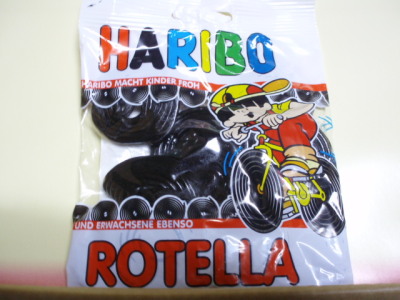 HARIBO
HARIBO MACHT KINDER FROH
UND ERWACHSENE EBENSO
ROTELLA